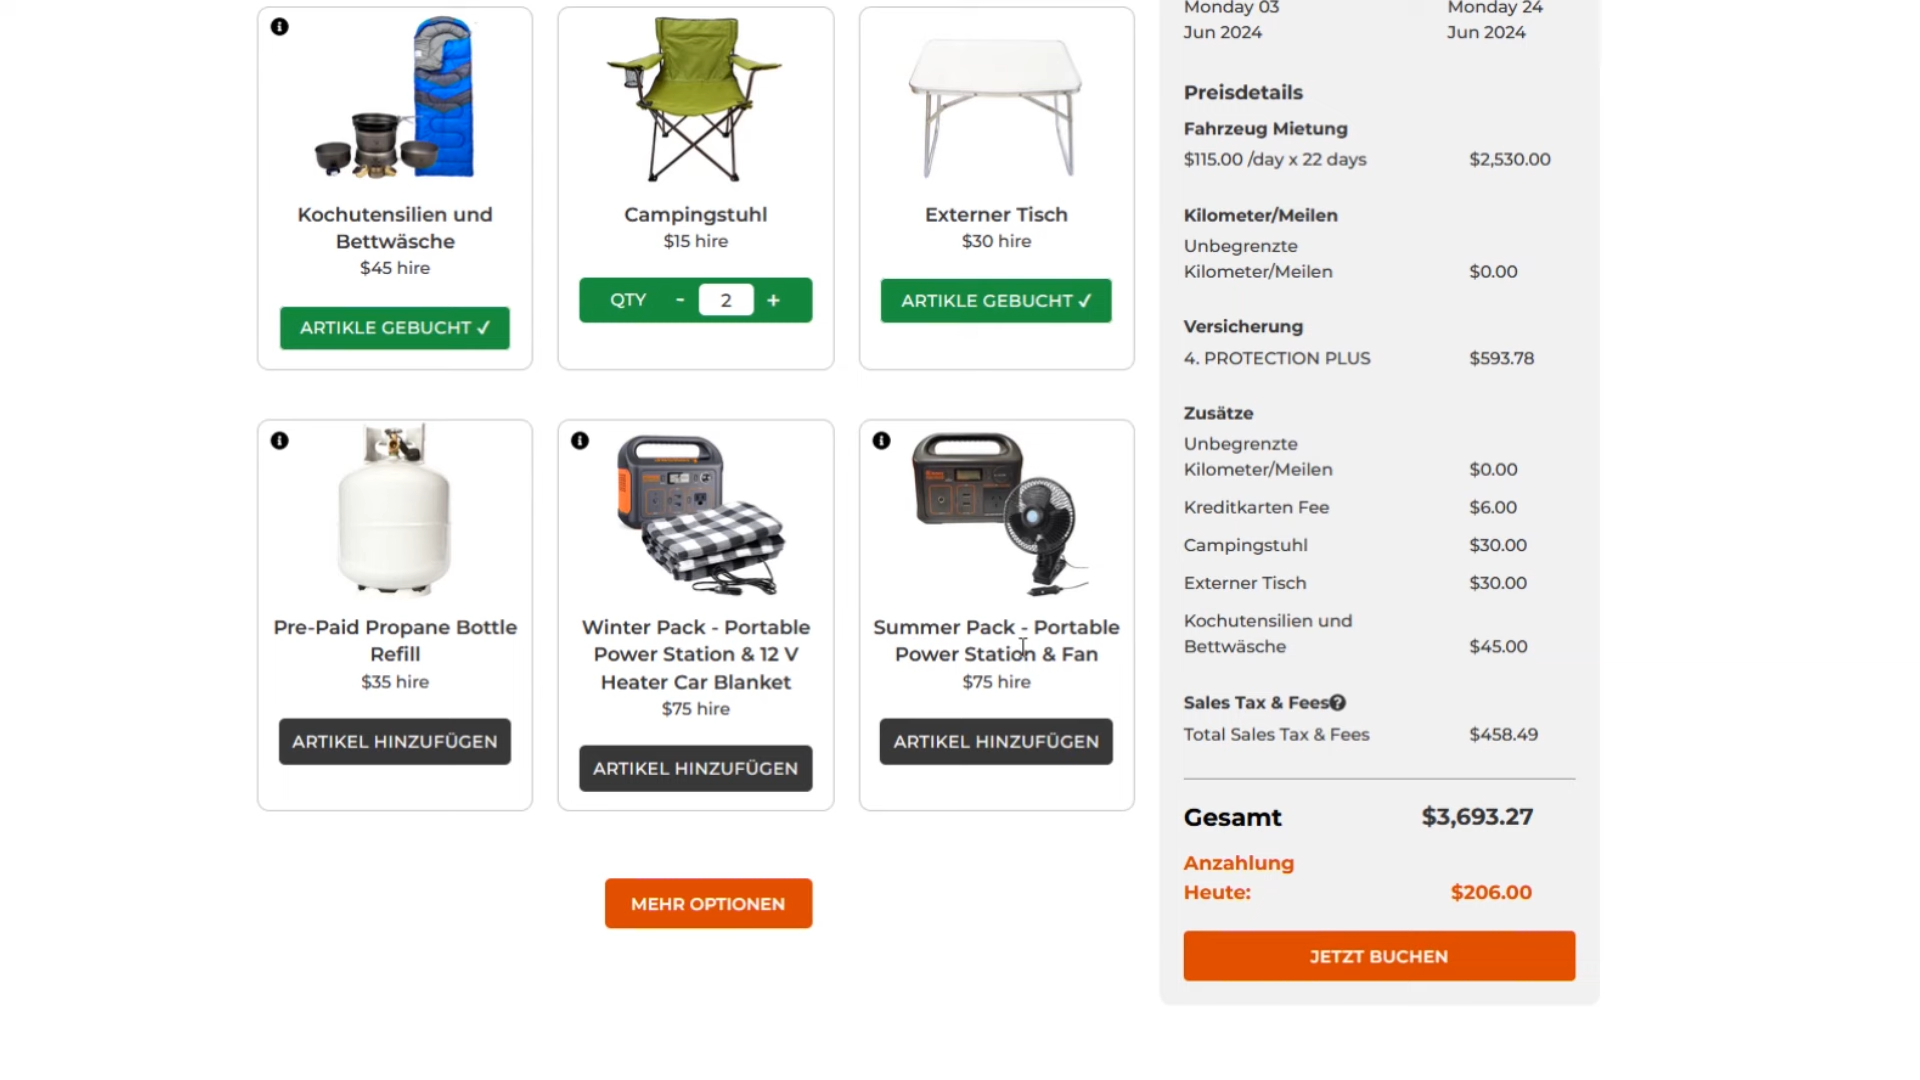 Monday 03
Jun 2024
Monday 24
Jun 2024
Kochutensilien und
Bettwäsche
$45 hire
ARTIKLE GEBUCHT ✓
Campingstuhl
$15 hire
QTY - 2 +
Externer Tisch
$30 hire
ARTIKLE GEBUCHT ✓
Pre-Paid Propane Bottle
Refill
$35 hire
ARTIKEL HINZUFÜGEN
Winter Pack - Portable
Power Station & 12 V
Heater Car Blanket
$75 hire
ARTIKEL HINZUFÜGEN
Summer Pack - Portable
Power Station & Fan
$75 hire
ARTIKEL HINZUFÜGEN
MEHR OPTIONEN
Preisdetails
Fahrzeug Mietung
$115.00 /day x 22 days $2,530.00
Kilometer/Meilen
Unbegrenzte
Kilometer/Meilen $0.00
Versicherung
4. PROTECTION PLUS $593.78
Zusätze
Unbegrenzte
Kilometer/Meilen $0.00
Kreditkarten Fee $6.00
Campingstuhl $30.00
Externer Tisch $30.00
Kochutensilien und
Bettwäsche $45.00
Sales Tax & Fees
Total Sales Tax & Fees $458.49
Gesamt $3,693.27
Anzahlung
Heute: $206.00
JETZT BUCHEN